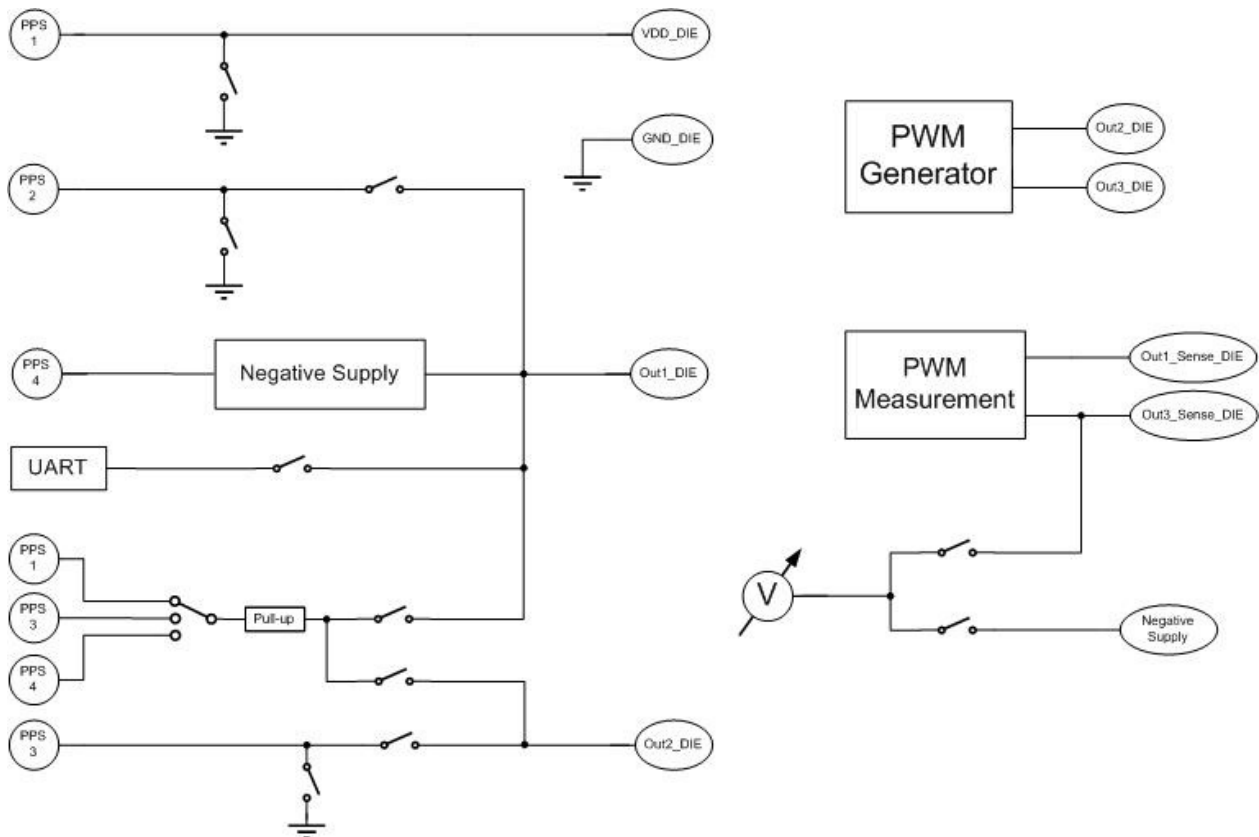 PPS
1
VDD_DIE
GND_DIE
PPS
2
Negative Supply
PPS
4
Out1_DIE
UART
PPS
1
PPS
3
Pull-up
PPS
4
PPS
3
Out2_DIE
PWM
Generator
Out2_DIE
Out3_DIE
PWM
Measurement
Out1_Sense_DIE
Out3_Sense_DIE
V
Negative
Supply